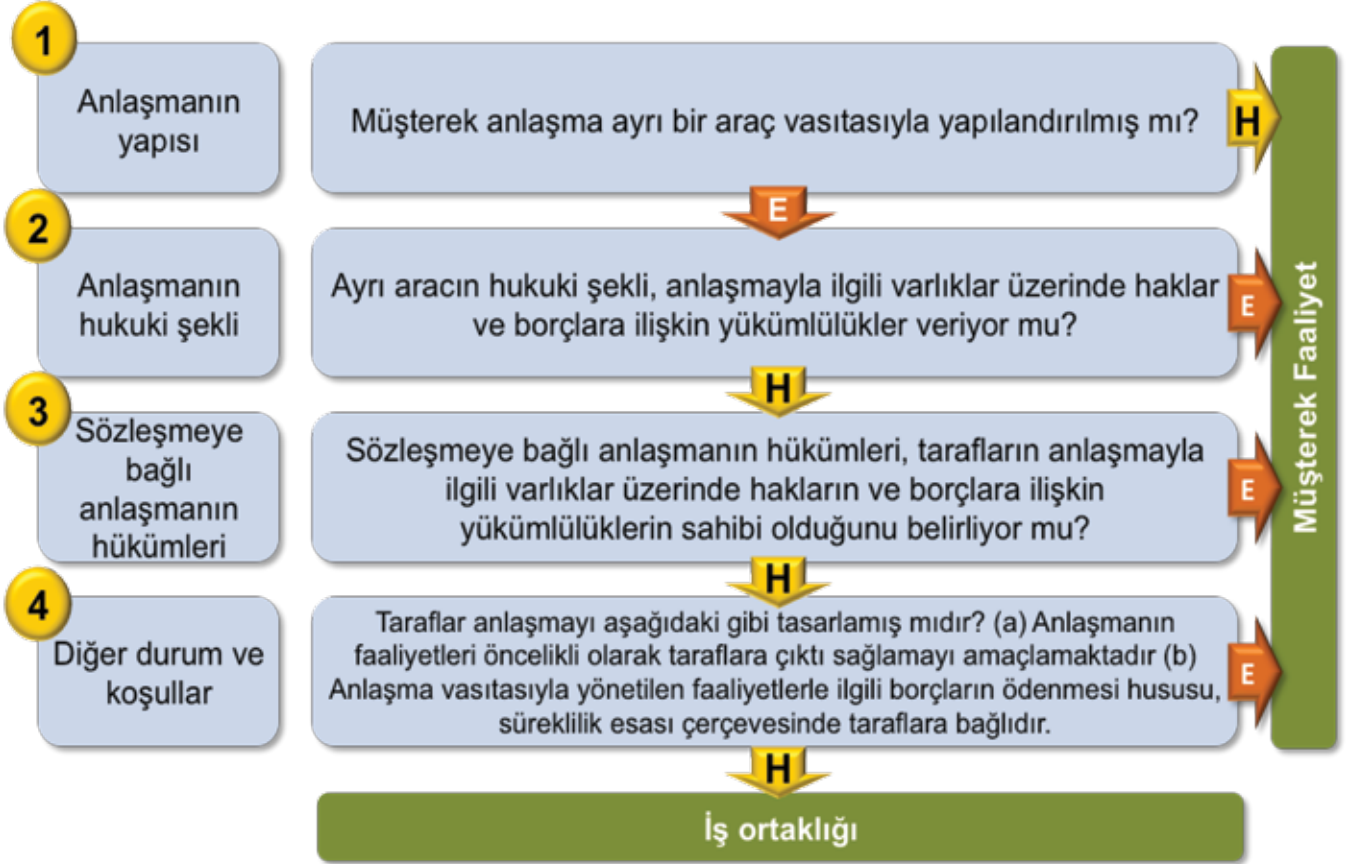 1
Anlaşmanın
yapısı
Müşterek anlaşma ayrı bir araç vasıtasıyla yapılandırılmış mı?
H
E
2
Anlaşmanın
hukuki şekli
Ayrı aracın hukuki şekli, anlaşmayla ilgili varlıklar üzerinde haklar
ve borçlara ilişkin yükümlülükler veriyor mu?
E
H
3
Sözleşmeye
bağlı
anlaşmanın
hükümleri
Sözleşmeye bağlı anlaşmanın hükümleri, tarafların anlaşmayla
ilgili varlıklar üzerinde hakların ve borçlara ilişkin
yükümlülüklerin sahibi olduğunu belirliyor mu?
E
H
4
Diğer durum ve
koşullar
Taraflar anlaşmayı aşağıdaki gibi tasarlamış mıdır? (a) Anlaşmanın
faaliyetleri öncelikli olarak taraflara çıktı sağlamayı amaçlamaktadır (b)
Anlaşma vasıtasıyla yönetilen faaliyetlerle ilgili borçların ödenmesi hususu,
süreklilik esası çerçevesinde taraflara bağlıdır.
E
H
Müşterek Faaliyet
İş ortaklığı